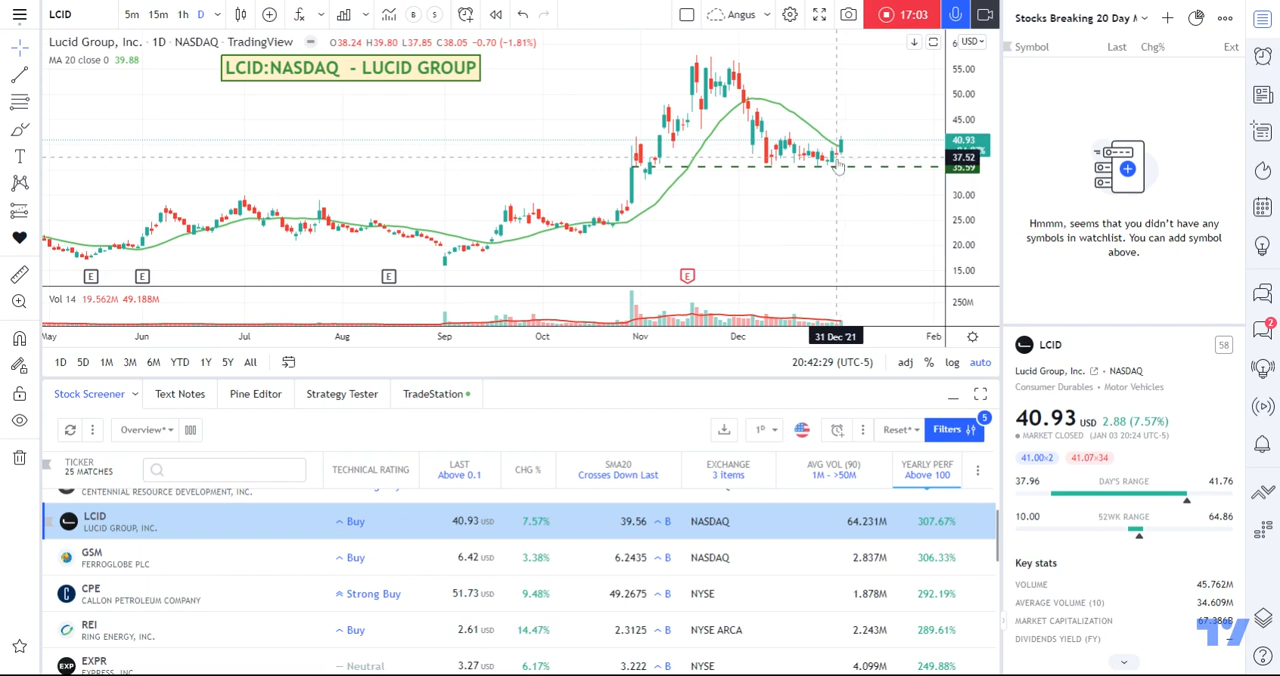 LCID
5m 15m 1h D
B S
Angus
17:03
Stocks Breaking 20 Day M
Lucid Group, Inc. · 1D · NASDAQ · TradingView
O38.24 H39.80 L37.85 C38.05 -0.70 (-1.81%)
MA 20 close 0 39.88
LCID:NASDAQ - LUCID GROUP
USD
55.00
50.00
45.00
40.93
37.52
35.59
30.00
25.00
20.00
15.00
E E E E
Vol 14 19.562M 49.188M
250M
May Jun Jul Aug Sep Oct Nov Dec 31 Dec '21 Feb
1D 5D 1M 3M 6M YTD 1Y 5Y All
20:42:29 (UTC-5) adj % log auto
Stock Screener Text Notes Pine Editor Strategy Tester TradeStation
Overview* 1D Reset* Filters 5
TICKER
25 MATCHES
TECHNICAL RATING
LAST
Above 0.1
CHG %
SMA20
Crosses Down Last
EXCHANGE
3 items
AVG VOL (90)
1M - >50M
YEARLY PERF
Above 100
CENTENNIAL RESOURCE DEVELOPMENT, INC.
LCID
LUCID GROUP, INC.
Buy 40.93 USD 7.57% 39.56 B NASDAQ 64.231M 307.67%
GSM
FERROGLOBE PLC
Buy 6.42 USD 3.38% 6.2435 B NASDAQ 2.837M 306.33%
CPE
CALLON PETROLEUM COMPANY
Strong Buy 51.73 USD 9.48% 49.2675 B NYSE 1.878M 292.19%
REI
RING ENERGY, INC.
Buy 2.61 USD 14.47% 2.3125 B NYSE ARCA 2.243M 289.61%
EXP
EXPR
EXPRESS, INC.
Neutral 3.27 USD 6.17% 3.222 B NYSE 4.099M 249.88%
Symbol Last Chg% Ext
Hmmm, seems that you didn't have any
symbols in watchlist. You can add symbol
above.
LCID 58
Lucid Group, Inc. • NASDAQ
Consumer Durables • Motor Vehicles
40.93 USD 2.88 (7.57%)
MARKET CLOSED (JAN 03 20:24 UTC-5)
41.00×2 41.07×34
37.96 DAY'S RANGE 41.76
10.00 52WK RANGE 64.86
Key stats
VOLUME 45.762M
AVERAGE VOLUME (10) 34.609M
MARKET CAPITALIZATION 67.386B
DIVIDENDS YIELD (FY) –
2